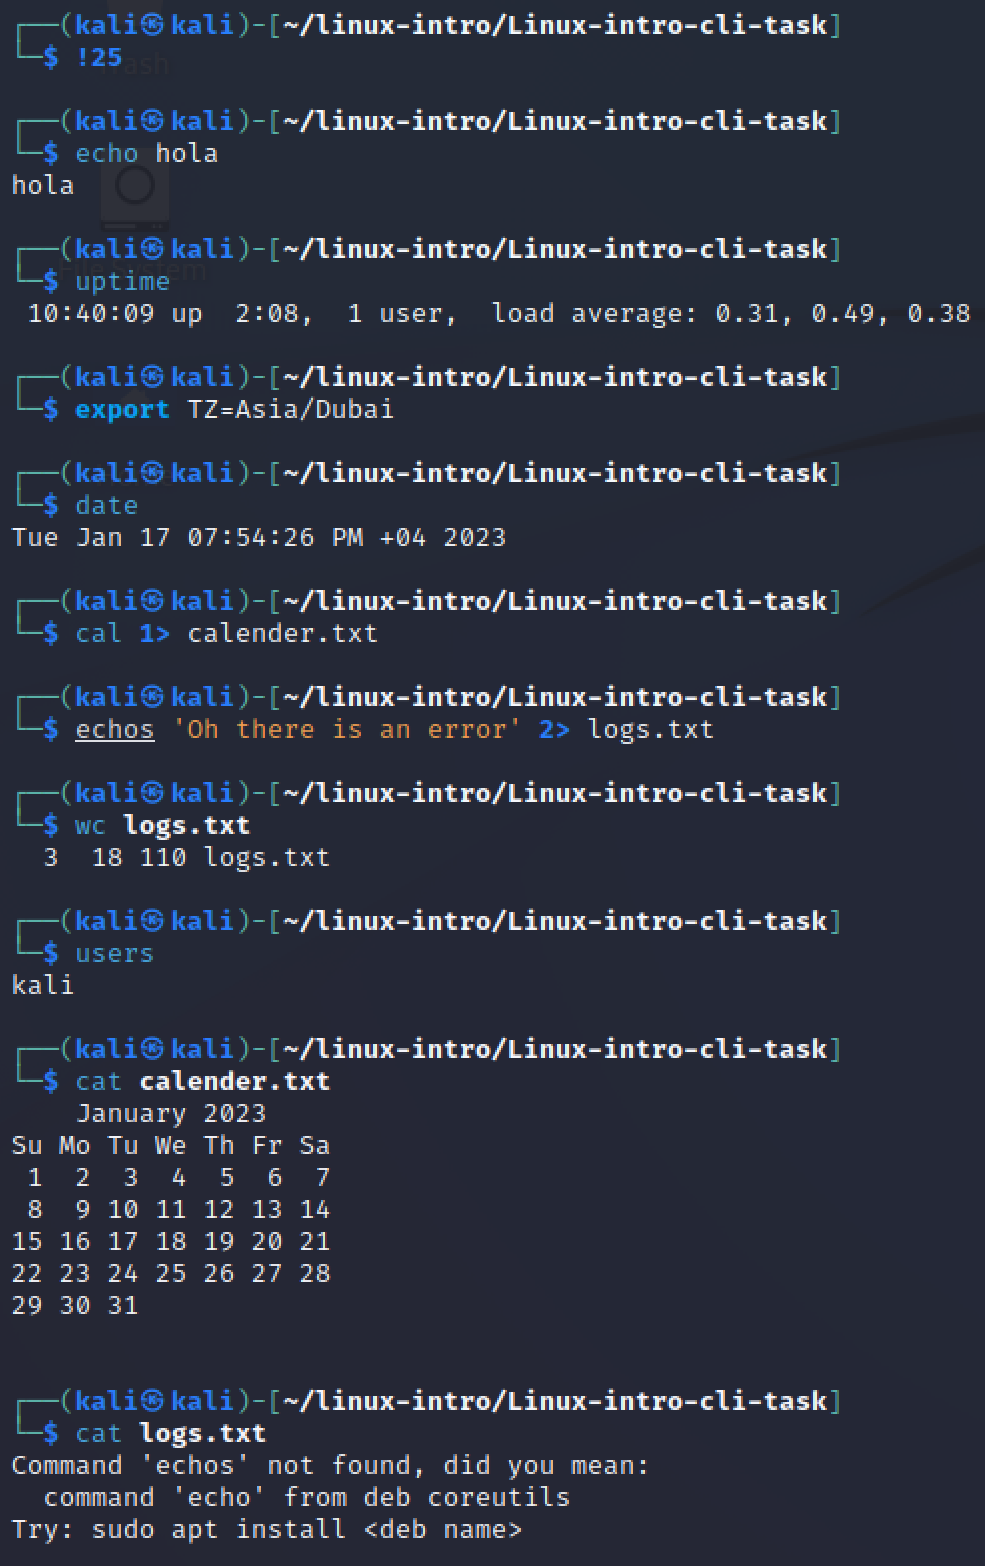 ┌──(kali㉿kali)-[~/linux-intro/Linux-intro-cli-task]
└─$ !25
┌──(kali㉿kali)-[~/linux-intro/Linux-intro-cli-task]
└─$ echo hola
hola
┌──(kali㉿kali)-[~/linux-intro/Linux-intro-cli-task]
└─$ uptime
 10:40:09 up  2:08,  1 user,  load average: 0.31, 0.49, 0.38
┌──(kali㉿kali)-[~/linux-intro/Linux-intro-cli-task]
└─$ export TZ=Asia/Dubai
┌──(kali㉿kali)-[~/linux-intro/Linux-intro-cli-task]
└─$ date
Tue Jan 17 07:54:26 PM +04 2023
┌──(kali㉿kali)-[~/linux-intro/Linux-intro-cli-task]
└─$ cal 1> calender.txt
┌──(kali㉿kali)-[~/linux-intro/Linux-intro-cli-task]
└─$ echos 'Oh there is an error' 2> logs.txt
┌──(kali㉿kali)-[~/linux-intro/Linux-intro-cli-task]
└─$ wc logs.txt
  3  18 110 logs.txt
┌──(kali㉿kali)-[~/linux-intro/Linux-intro-cli-task]
└─$ users
kali
┌──(kali㉿kali)-[~/linux-intro/Linux-intro-cli-task]
└─$ cat calender.txt
    January 2023
Su Mo Tu We Th Fr Sa
 1  2  3  4  5  6  7
 8  9 10 11 12 13 14
15 16 17 18 19 20 21
22 23 24 25 26 27 28
29 30 31
┌──(kali㉿kali)-[~/linux-intro/Linux-intro-cli-task]
└─$ cat logs.txt
Command 'echos' not found, did you mean:
  command 'echo' from deb coreutils
Try: sudo apt install <deb name>